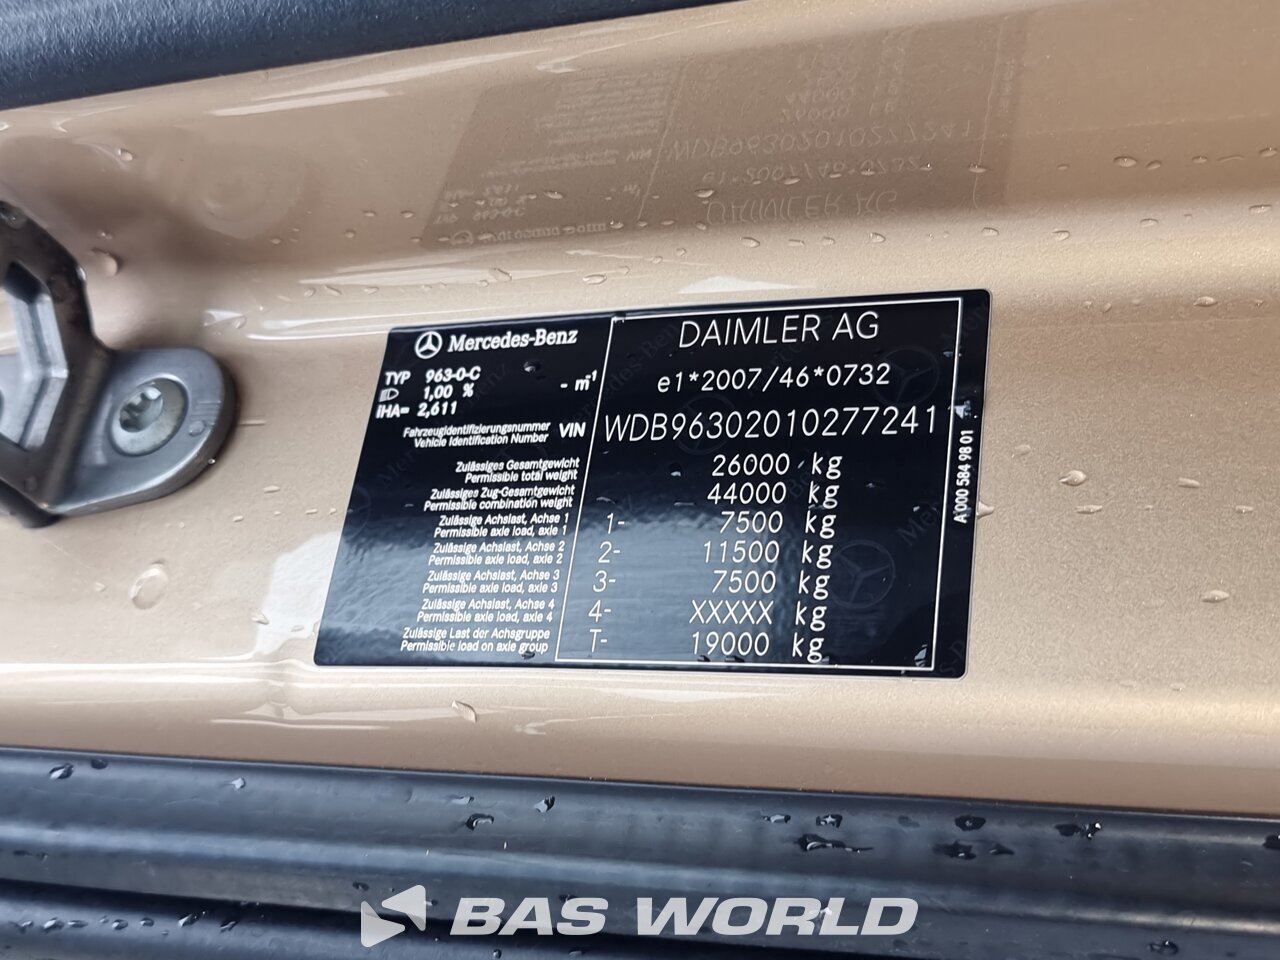 Mercedes-Benz
TYP 963-0-C
1,00 % - m⁻¹
IHA= 2,611
Fahrzeugidentifizierungsnummer
Vehicle Identification Number VIN
Zulässiges Gesamtgewicht
Permissible total weight
Zulässiges Zug-Gesamtgewicht
Permissible combination weight
Zulässige Achslast, Achse 1
Permissible axle load, axle 1
Zulässige Achslast, Achse 2
Permissible axle load, axle 2
Zulässige Achslast, Achse 3
Permissible axle load, axle 3
Zulässige Achslast, Achse 4
Permissible axle load, axle 4
Zulässige Last der Achsgruppe
Permissible load on axle group
DAIMLER AG
e1*2007/46*0732
WDB96302010277241
26000 kg
44000 kg
1- 7500 kg
2- 11500 kg
3- 7500 kg
4- XXXXX kg
T- 19000 kg
A 000 584 98 01
BAS WORLD